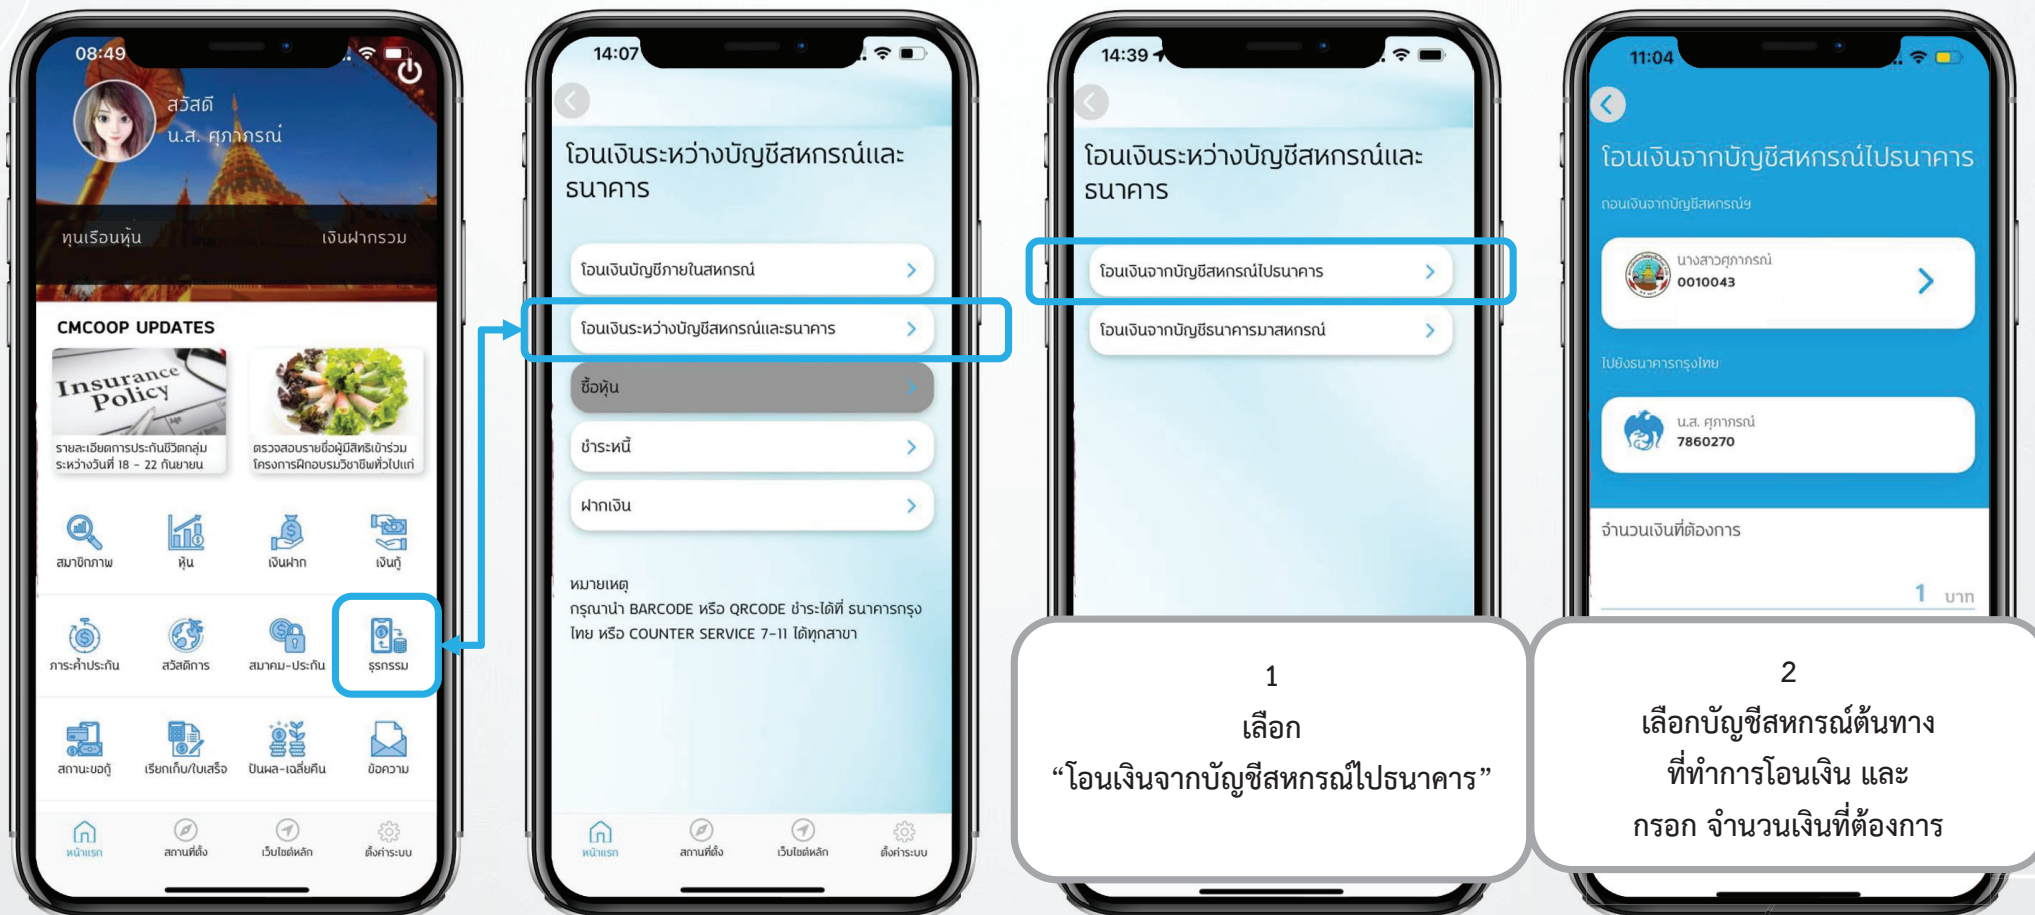 08:49
สวัสดี
น.ส. ศุภาภรณ์
ทุนเรือนหุ้น
เงินฝากรวม
CMCOOP UPDATES
Insurance
Policy
รายละเอียดการประกันชีวิตกลุ่ม
ระหว่างวันที่ 18 - 22 กันยายน
ตรวจสอบรายชื่อผู้มีสิทธิเข้าร่วม
โครงการฝึกอบรมวิชาชีพทั่วไปแก่
สมาชิกภาพ
หุ้น
เงินฝาก
เงินกู้
ภาระค้ำประกัน
สวัสดิการ
สมาคม-ประกัน
ธุรกรรม
สถานะขอกู้
เรียกเก็บ/ใบเสร็จ
ปันผล-เฉลี่ยคืน
ข้อความ
หน้าแรก
สถานที่ตั้ง
เว็บไซต์หลัก
ตั้งค่าระบบ
14:07
โอนเงินระหว่างบัญชีสหกรณ์และ
ธนาคาร
โอนเงินบัญชีภายในสหกรณ์
โอนเงินระหว่างบัญชีสหกรณ์และธนาคาร
ซื้อหุ้น
ชำระหนี้
ฝากเงิน
หมายเหตุ
กรุณานำ BARCODE หรือ QRCODE ชำระได้ที่ ธนาคารกรุง
ไทย หรือ COUNTER SERVICE 7-11 ได้ทุกสาขา
หน้าแรก
สถานที่ตั้ง
เว็บไซต์หลัก
ตั้งค่าระบบ
14:39
โอนเงินระหว่างบัญชีสหกรณ์และ
ธนาคาร
โอนเงินจากบัญชีสหกรณ์ไปธนาคาร
โอนเงินจากบัญชีธนาคารมาสหกรณ์
1
เลือก
“โอนเงินจากบัญชีสหกรณ์ไปธนาคาร”
11:04
โอนเงินจากบัญชีสหกรณ์ไปธนาคาร
ถอนเงินจากบัญชีสหกรณ์ฯ
นางสาวศุภาภรณ์
0010043
ไปยังธนาคารกรุงไทย
น.ส. ศุภาภรณ์
7860270
จำนวนเงินที่ต้องการ
1 บาท
2
เลือกบัญชีสหกรณ์ต้นทาง
ที่ทำการโอนเงิน และ
กรอก จำนวนเงินที่ต้องการ